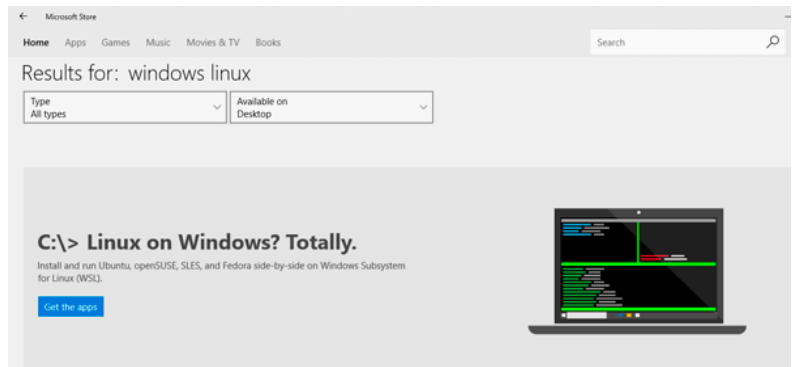 Microsoft Store
Home Apps Games Music Movies & TV Books Search
Results for: windows linux
Type
All types
Available on
Desktop
C:\> Linux on Windows? Totally.
Install and run Ubuntu, openSUSE, SLES, and Fedora side-by-side on Windows Subsystem
for Linux (WSL).
Get the apps